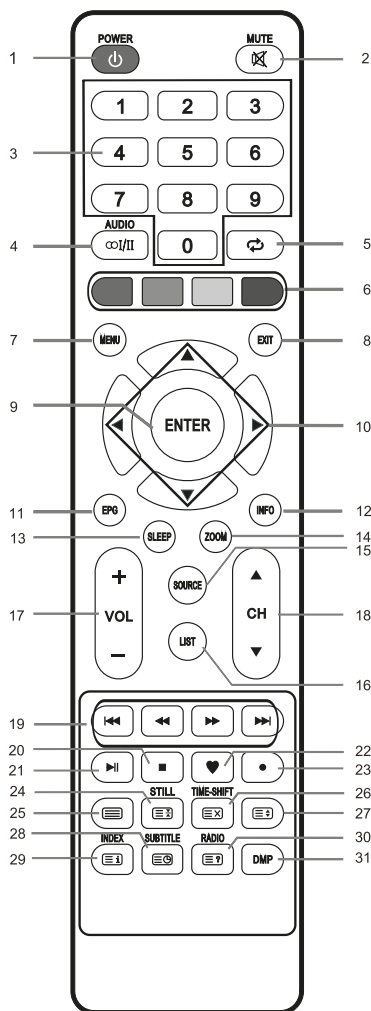 POWER MUTE
1 2
1 2 3
3 4 5 6
7 8 9
AUDIO
4 I/II 0 5
6
7 MENU EXIT 8
9 ENTER 10
11 EPG INFO 12
13 SLEEP ZOOM 14
SOURCE 15
+
17 VOL CH 18
–
LIST 16
19
20 22
21 23
24 STILL TIME-SHIFT 26
25 27
28 INDEX SUBTITLE RADIO 30
29 i ? DMP 31